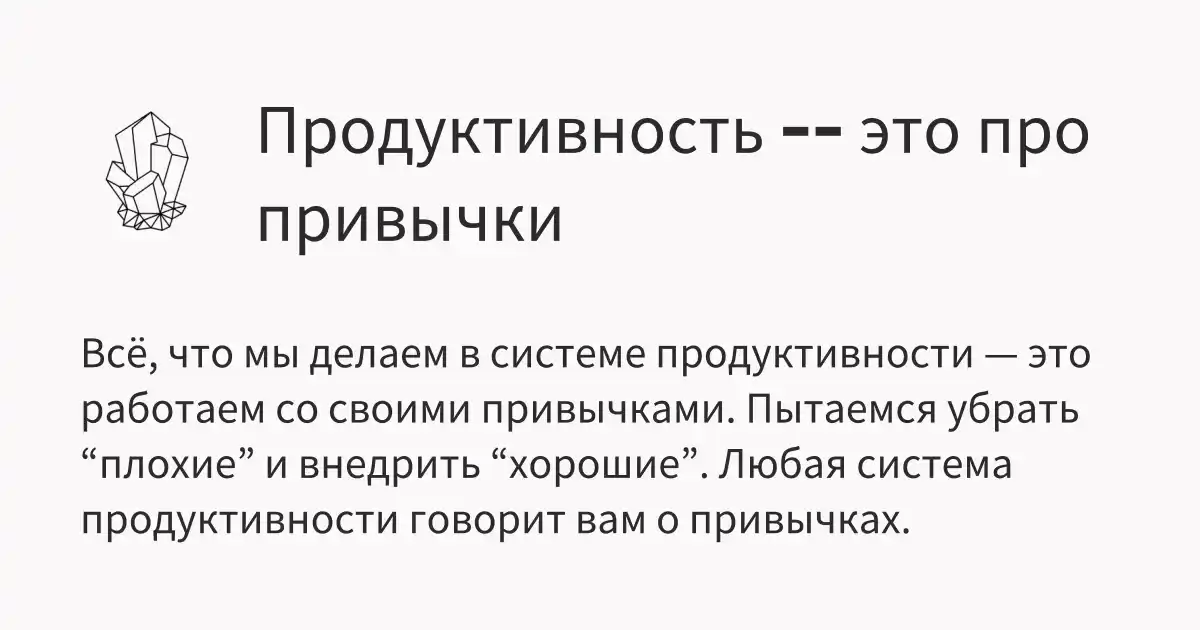 Продуктивность -- это про
привычки
Всё, что мы делаем в системе продуктивности — это
работаем со своими привычками. Пытаемся убрать
“плохие” и внедрить “хорошие”. Любая система
продуктивности говорит вам о привычках.